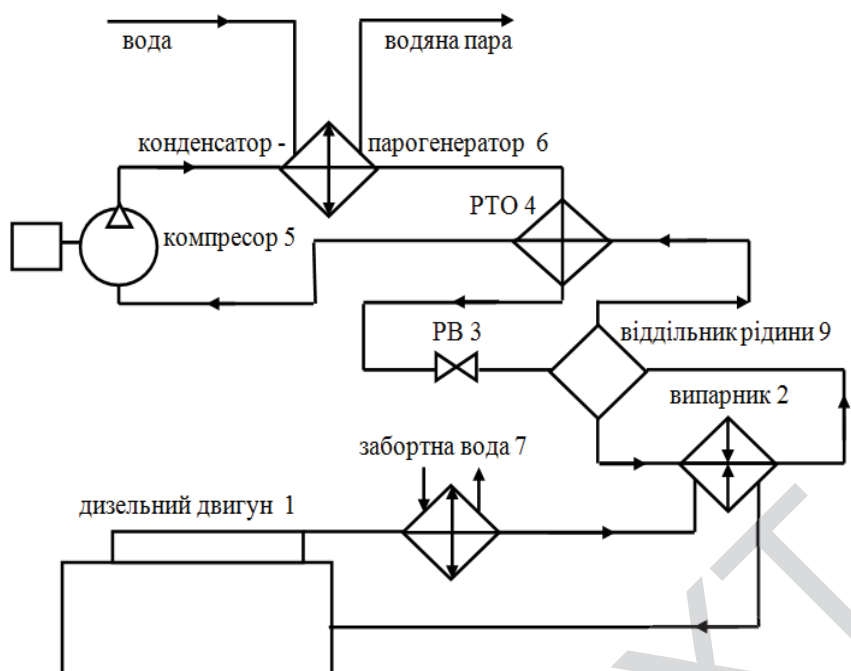 вода
водяна пара
конденсатор - парогенератор 6
РТО 4
компресор 5
РВ 3
віддільник рідини 9
випарник 2
забортна вода 7
дизельний двигун 1